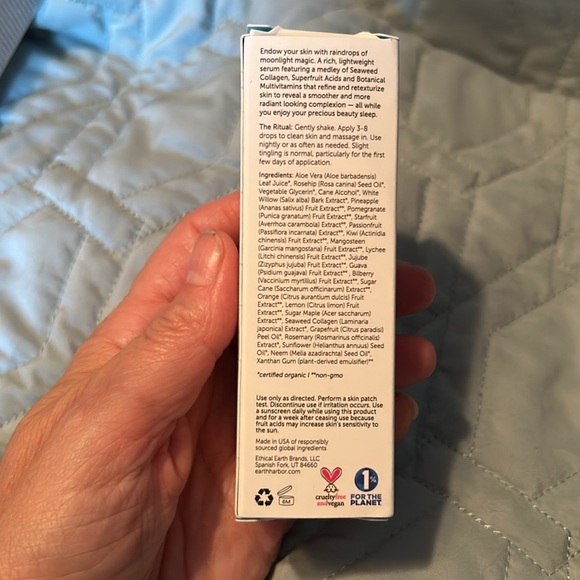 Endow your skin with raindrops of
moonlight magic. A rich, lightweight
serum featuring a medley of Seaweed
Collagen, Superfruit Acids and Botanical
Multivitamins that refine and retexturize
skin to reveal a smoother and more
radiant looking complexion — all while
you enjoy your precious beauty sleep.
The Ritual: Gently shake. Apply 3-8
drops to clean skin and massage in. Use
nightly or as often as needed. Slight
tingling is normal, particularly for the first
few days of application.
Ingredients: Aloe Vera (Aloe barbadensis)
Leaf Juice*, Rosehip (Rosa canina) Seed Oil*,
Vegetable Glycerin*, Cane Alcohol*, White
Willow (Salix alba) Bark Extract*, Pineapple
(Ananas sativus) Fruit Extract**, Pomegranate
(Punica granatum) Fruit Extract**, Starfruit
(Averrhoa carambola) Extract**, Passionfruit
(Passiflora incarnata) Extract**, Kiwi (Actinidia
chinensis) Fruit Extract**, Mangosteen
(Garcinia mangostana) Fruit Extract**, Lychee
(Litchi chinensis) Fruit Extract**, Jujube
(Zizyphus jujuba) Fruit Extract**, Guava
(Psidium guajava) Fruit Extract**, Bilberry
(Vaccinium myrtillus) Fruit Extract**, Sugar
Cane (Saccharum officinarum) Extract**,
Orange (Citrus aurantium dulcis) Fruit
Extract**, Lemon (Citrus limon) Fruit
Extract**, Sugar Maple (Acer saccharum)
Extract**, Seaweed Collagen (Laminaria
japonica) Extract*, Grapefruit (Citrus paradisi)
Peel Oil*, Rosemary (Rosmarinus officinalis)
Extract*, Sunflower (Helianthus annuus) Seed
Oil*, Neem (Melia azadirachta) Seed Oil*,
Xanthan Gum (plant-derived emulsifier)**
*certified organic | **non-gmo
Use only as directed. Perform a skin patch
test. Discontinue use if irritation occurs. Use
a sunscreen daily while using this product
and for a week after ceasing use because
fruit acids may increase skin's sensitivity to
the sun.
Made in USA of responsibly
sourced global ingredients
Ethical Earth Brands, LLC
Spanish Fork, UT 84660
earthharbor.com
6M
crueltyfree
andvegan
1%
FOR THE
PLANET